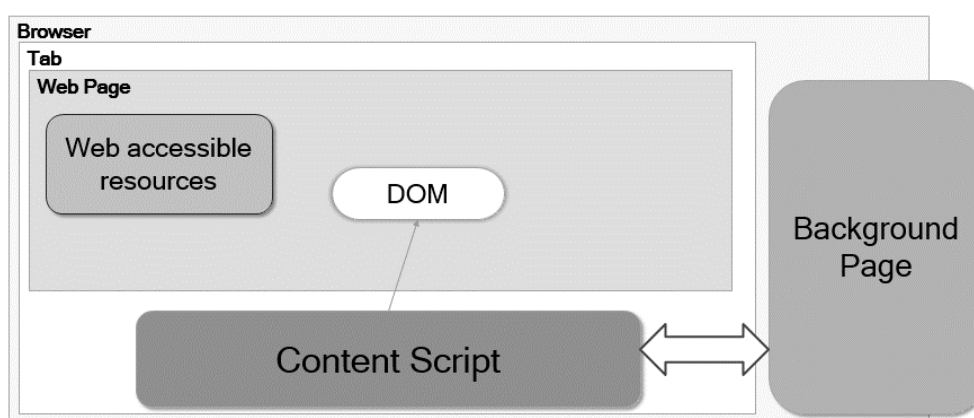 Browser
Tab
Web Page
Web accessible
resources
DOM
Background
Page
Content Script